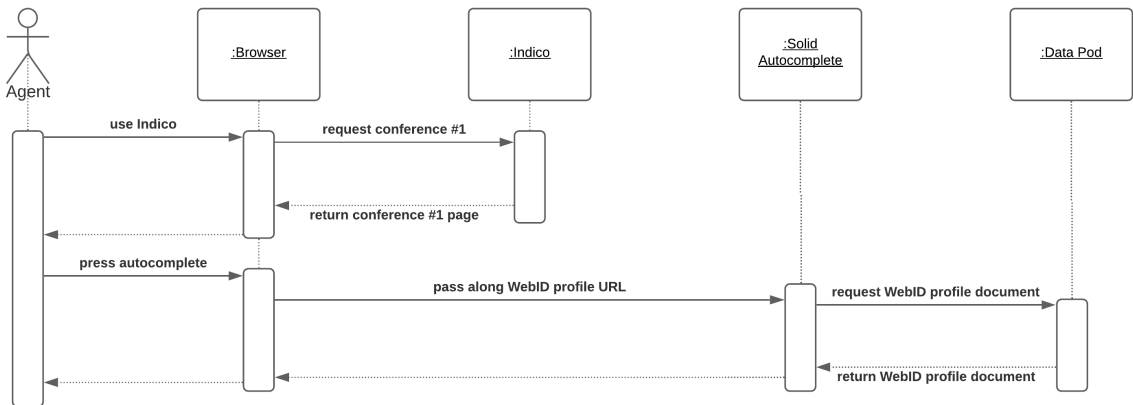 :Browser
:Indico
:Solid
Autocomplete
:Data Pod
Agent
use Indico
request conference #1
return conference #1 page
press autocomplete
pass along WebID profile URL
request WebID profile document
return WebID profile document